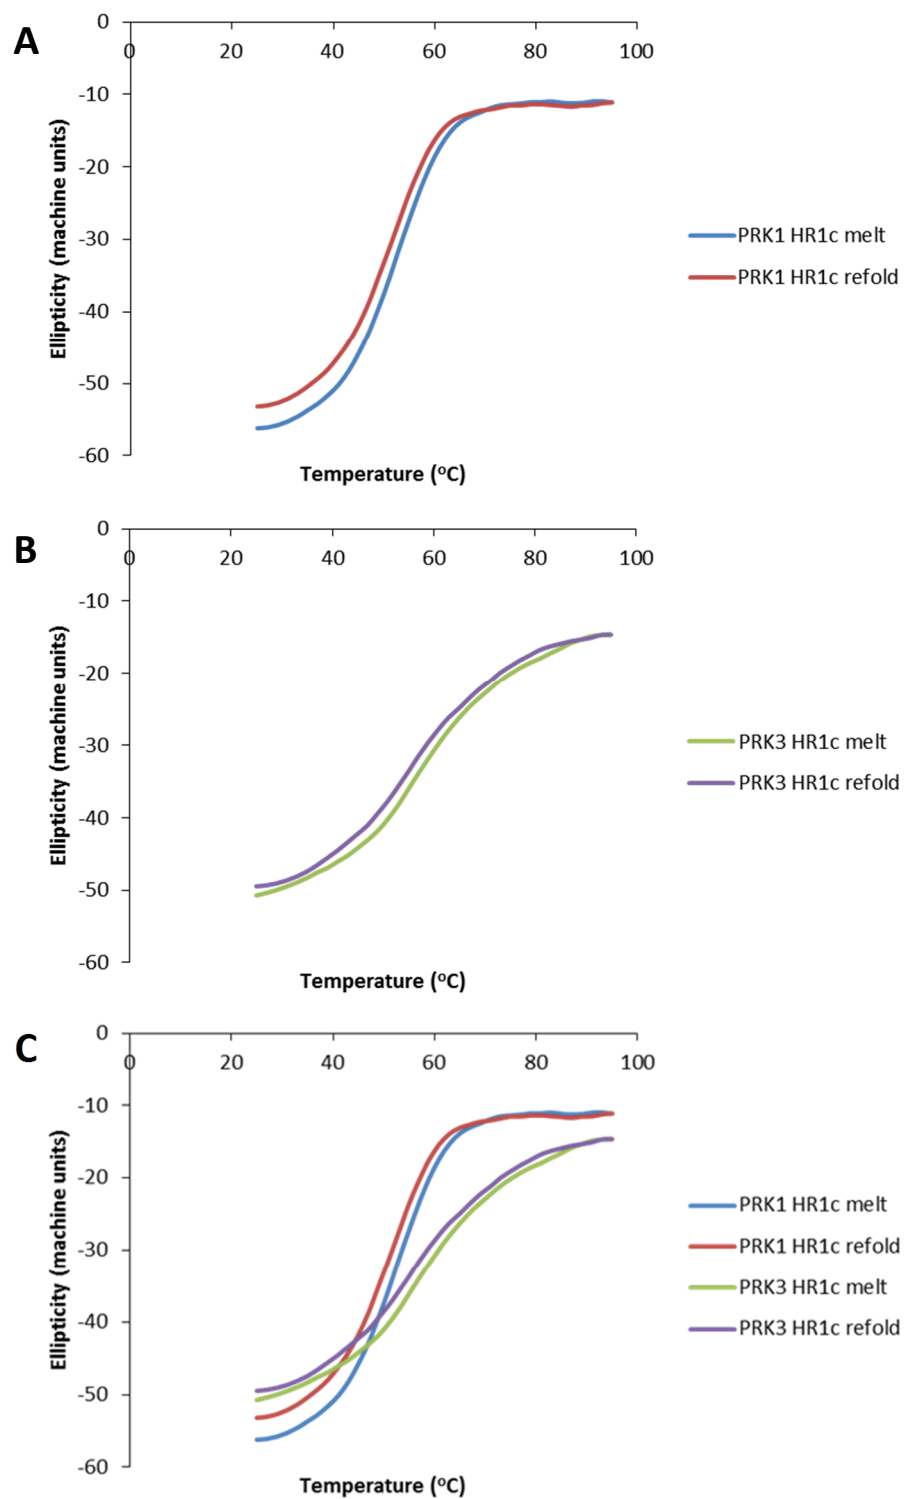 A
0
0 20 40 60 80 100
-10
-20
-30
-40
-50
-60
Ellipticity (machine units)
Temperature (ºC)
PRK1 HR1c melt
PRK1 HR1c refold
B
0
0 20 40 60 80 100
-10
-20
-30
-40
-50
-60
Ellipticity (machine units)
Temperature (ºC)
PRK3 HR1c melt
PRK3 HR1c refold
C
0
0 20 40 60 80 100
-10
-20
-30
-40
-50
-60
Ellipticity (machine units)
Temperature (ºC)
PRK1 HR1c melt
PRK1 HR1c refold
PRK3 HR1c melt
PRK3 HR1c refold